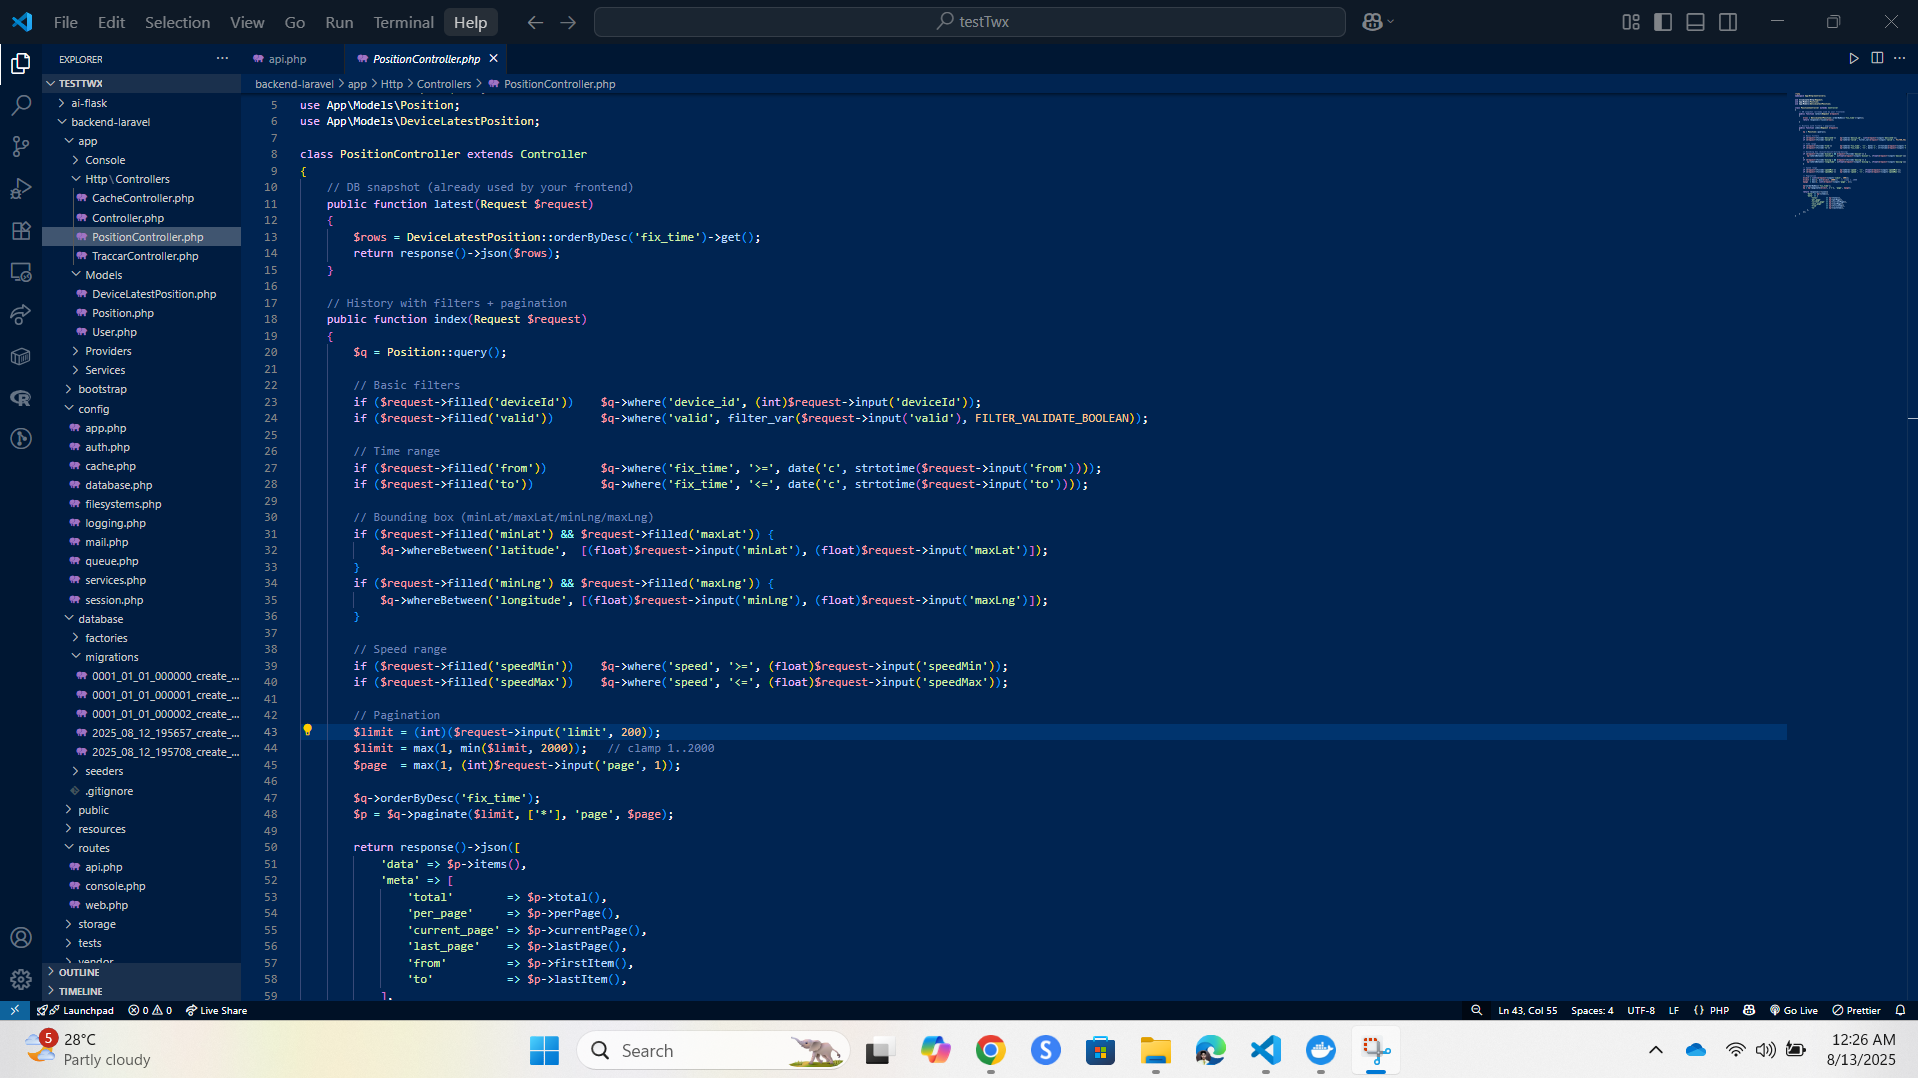 File Edit Selection View Go Run Terminal Help
testTwx
EXPLORER
TESTTWX
ai-flask
backend-laravel
app
Console
Http\Controllers
CacheController.php
Controller.php
PositionController.php
TraccarController.php
Models
DeviceLatestPosition.php
Position.php
User.php
Providers
Services
bootstrap
config
app.php
auth.php
cache.php
database.php
filesystems.php
logging.php
mail.php
queue.php
services.php
session.php
database
factories
migrations
0001_01_01_000000_create_...
0001_01_01_000001_create_...
0001_01_01_000002_create_...
2025_08_12_195657_create_...
2025_08_12_195708_create_...
seeders
.gitignore
public
resources
routes
api.php
console.php
web.php
storage
tests
vendor
OUTLINE
TIMELINE
api.php PositionController.php
backend-laravel > app > Http > Controllers > PositionController.php
5 use App\Models\Position;
6 use App\Models\DeviceLatestPosition;
7
8 class PositionController extends Controller
9 {
10 // DB snapshot (already used by your frontend)
11 public function latest(Request $request)
12 {
13 $rows = DeviceLatestPosition::orderByDesc('fix_time')->get();
14 return response()->json($rows);
15 }
16
17 // History with filters + pagination
18 public function index(Request $request)
19 {
20 $q = Position::query();
21
22 // Basic filters
23 if ($request->filled('deviceId')) $q->where('device_id', (int)$request->input('deviceId'));
24 if ($request->filled('valid')) $q->where('valid', filter_var($request->input('valid'), FILTER_VALIDATE_BOOLEAN));
25
26 // Time range
27 if ($request->filled('from')) $q->where('fix_time', '>=', date('c', strtotime($request->input('from'))));
28 if ($request->filled('to')) $q->where('fix_time', '<=', date('c', strtotime($request->input('to'))));
29
30 // Bounding box (minLat/maxLat/minLng/maxLng)
31 if ($request->filled('minLat') && $request->filled('maxLat')) {
32 $q->whereBetween('latitude', [(float)$request->input('minLat'), (float)$request->input('maxLat')]);
33 }
34 if ($request->filled('minLng') && $request->filled('maxLng')) {
35 $q->whereBetween('longitude', [(float)$request->input('minLng'), (float)$request->input('maxLng')]);
36 }
37
38 // Speed range
39 if ($request->filled('speedMin')) $q->where('speed', '>=', (float)$request->input('speedMin'));
40 if ($request->filled('speedMax')) $q->where('speed', '<=', (float)$request->input('speedMax'));
41
42 // Pagination
43 $limit = (int)($request->input('limit', 200));
44 $limit = max(1, min($limit, 2000)); // clamp 1..2000
45 $page = max(1, (int)$request->input('page', 1));
46
47 $q->orderByDesc('fix_time');
48 $p = $q->paginate($limit, ['*'], 'page', $page);
49
50 return response()->json([
51 'data' => $p->items(),
52 'meta' => [
53 'total' => $p->total(),
54 'per_page' => $p->perPage(),
55 'current_page' => $p->currentPage(),
56 'last_page' => $p->lastPage(),
57 'from' => $p->firstItem(),
58 'to' => $p->lastItem(),
59 ],
Launchpad 0 0 Live Share Ln 43, Col 55 Spaces: 4 UTF-8 LF {} PHP Go Live Prettier
5
28°C
Partly cloudy
Search
S
12:26 AM
8/13/2025